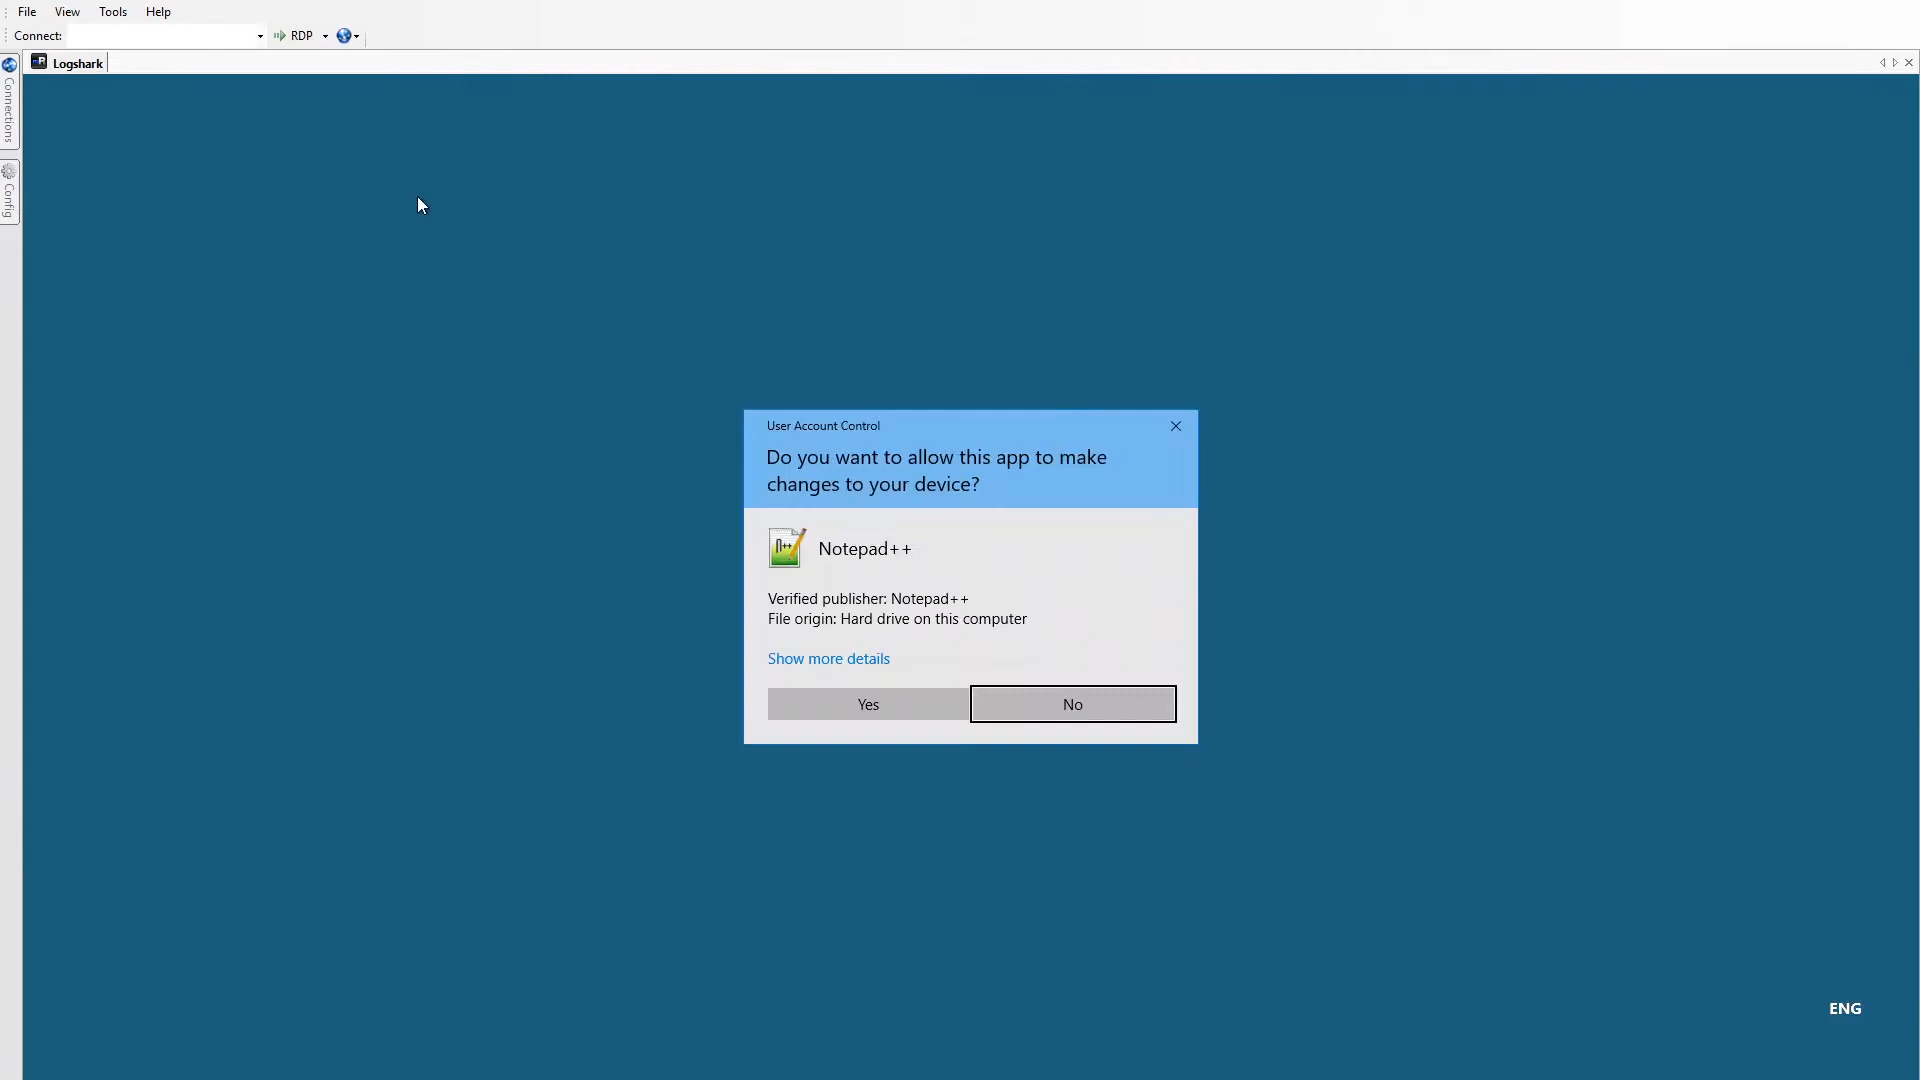 File View Tools Help
Connect: RDP
Logshark
Connections
Config
User Account Control
Do you want to allow this app to make
changes to your device?
Notepad++
Verified publisher: Notepad++
File origin: Hard drive on this computer
Show more details
Yes No
ENG